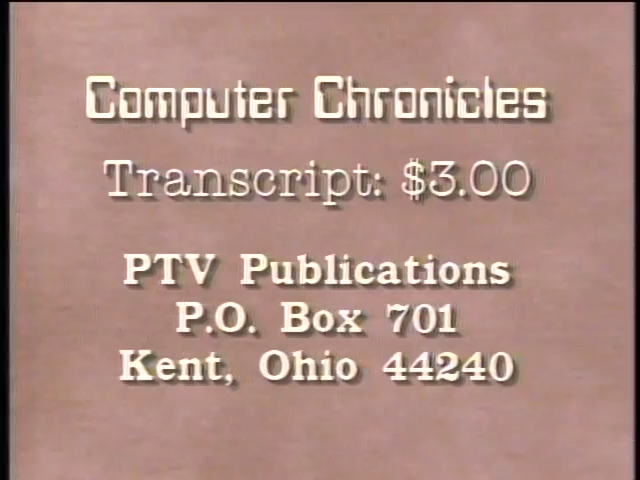 Computer Chronicles
Transcript: $3.00
PTV Publications
P.O. Box 701
Kent, Ohio 44240